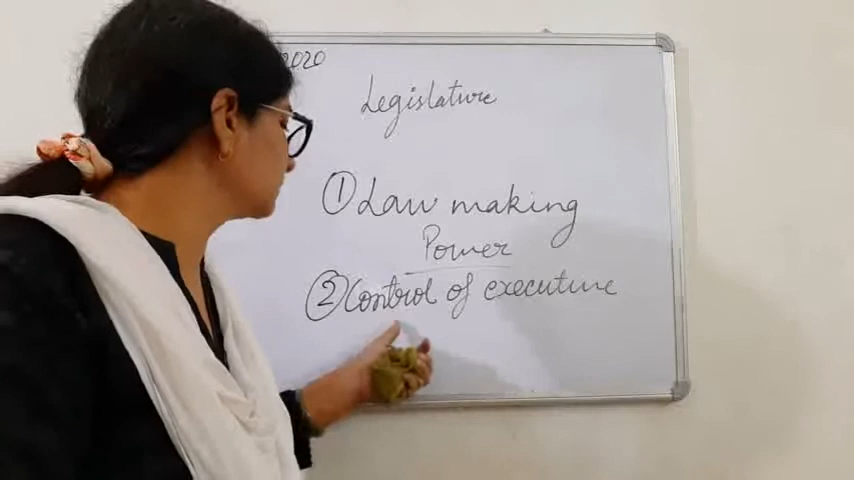 2020
Legislature
① Law making
Power
② Control of executive